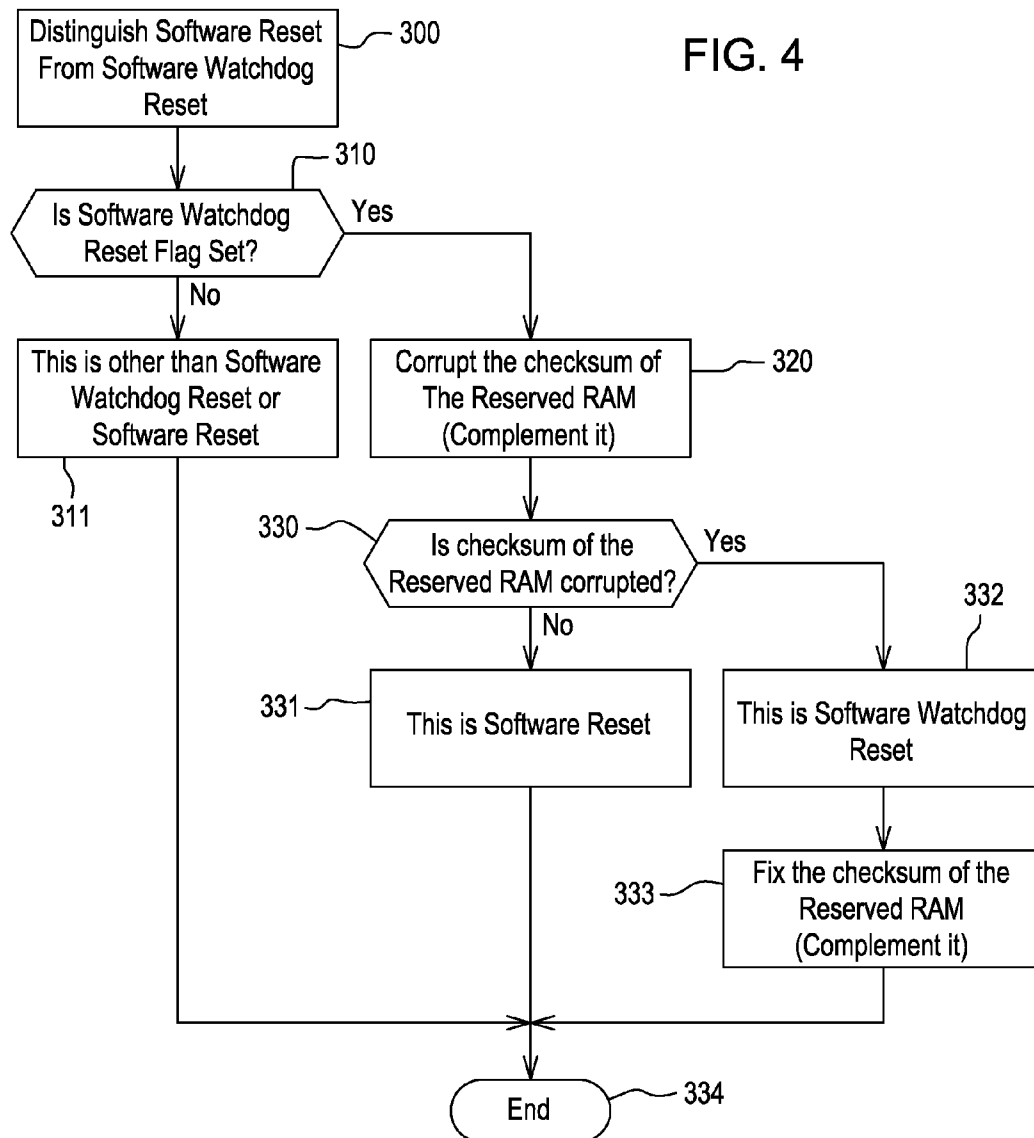 FIG. 4
Distinguish Software Reset
From Software Watchdog
Reset
300
310
Is Software Watchdog
Reset Flag Set?
Yes
No
This is other than Software
Watchdog Reset or
Software Reset
311
Corrupt the checksum of
The Reserved RAM
(Complement it)
320
330
Is checksum of the
Reserved RAM corrupted?
Yes
No
331
This is Software Reset
332
This is Software Watchdog
Reset
333
Fix the checksum of the
Reserved RAM
(Complement it)
End
334